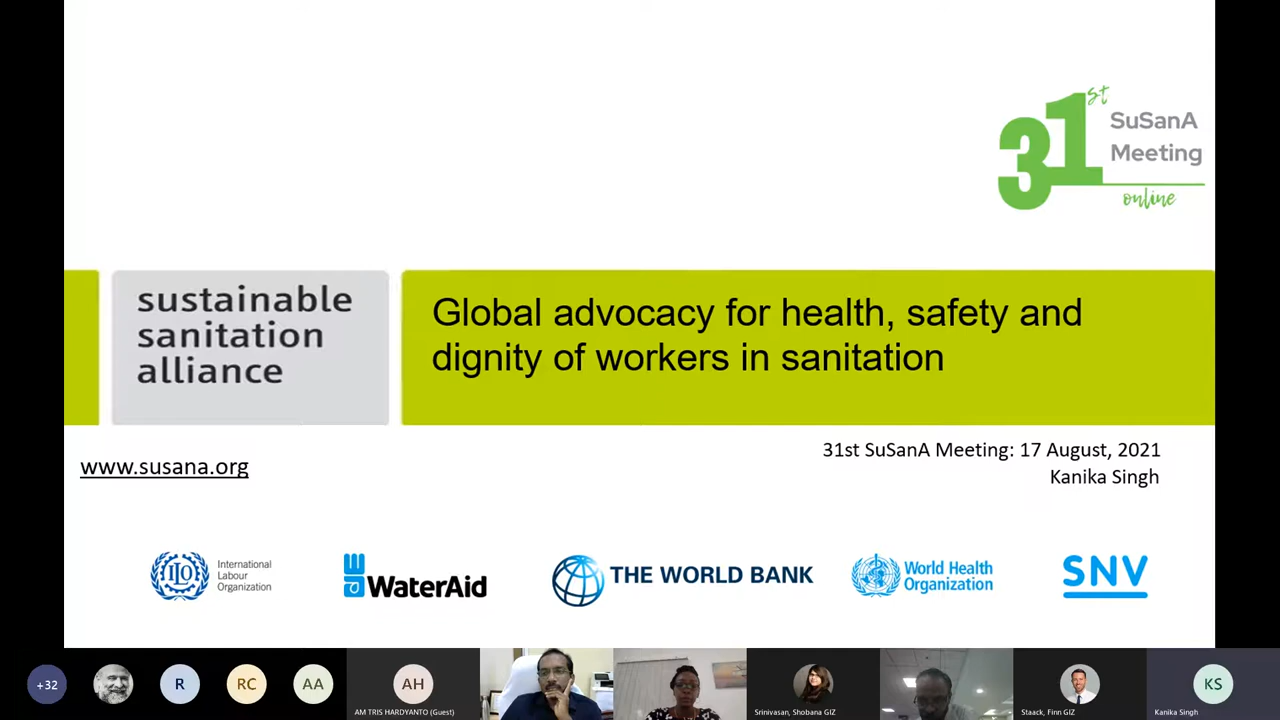 31st
SuSanA
Meeting
online
sustainable
sanitation
alliance
Global advocacy for health, safety and
dignity of workers in sanitation
www.susana.org
31st SuSanA Meeting: 17 August, 2021
Kanika Singh
ILO
International
Labour
Organization
WaterAid
THE WORLD BANK
World Health
Organization
SNV
+32
R
RC
AA
AH
AM TRIS HARDYANTO (Guest)
Srinivasan, Shobana GIZ
Staack, Finn GIZ
KS
Kanika Singh